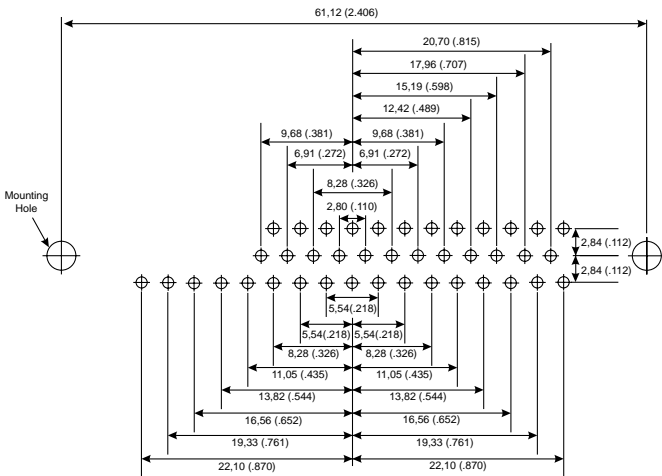 61,12 (2.406)
20,70 (.815)
17,96 (.707)
15,19 (.598)
12,42 (.489)
9,68 (.381) 9,68 (.381)
6,91 (.272) 6,91 (.272)
8,28 (.326)
2,80 (.110)
Mounting
Hole
2,84 (.112)
2,84 (.112)
5,54(.218)
5,54(.218) 5,54(.218)
8,28 (.326) 8,28 (.326)
11,05 (.435) 11,05 (.435)
13,82 (.544) 13,82 (.544)
16,56 (.652) 16,56 (.652)
19,33 (.761) 19,33 (.761)
22,10 (.870) 22,10 (.870)